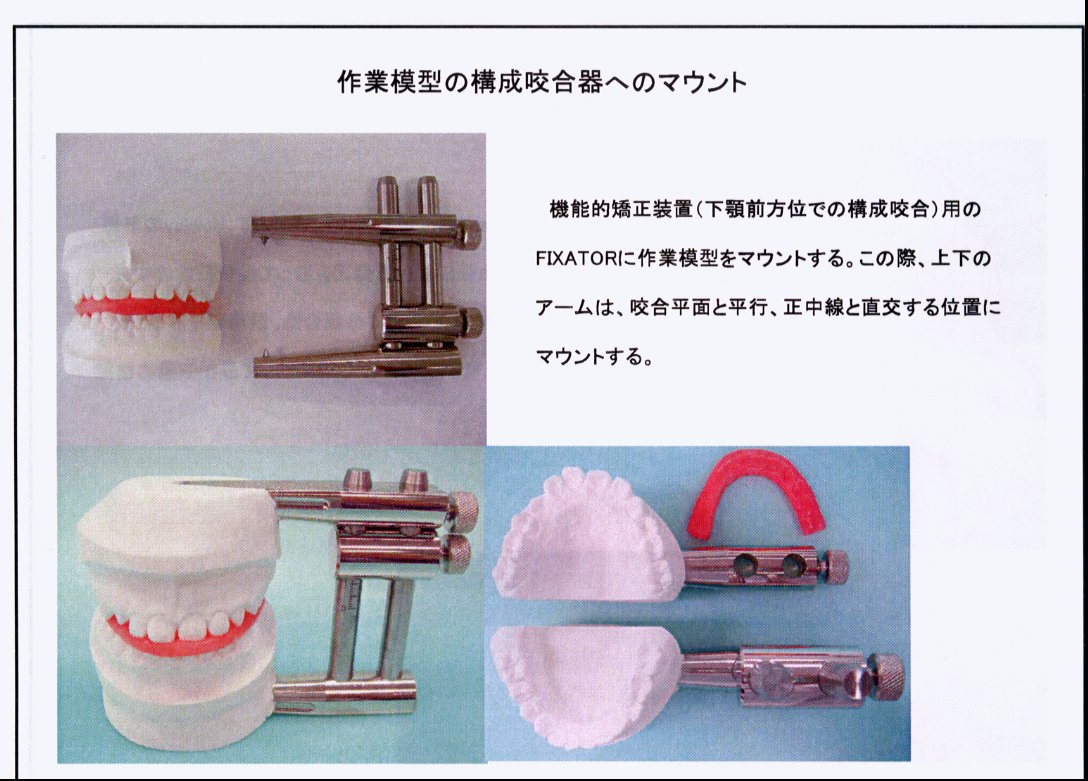 作業模型の構成咬合器へのマウント
機能的矯正装置（下顎前方位での構成咬合）用の
FIXATORに作業模型をマウントする。この際、上下の
アームは、咬合平面と平行、正中線と直交する位置に
マウントする。